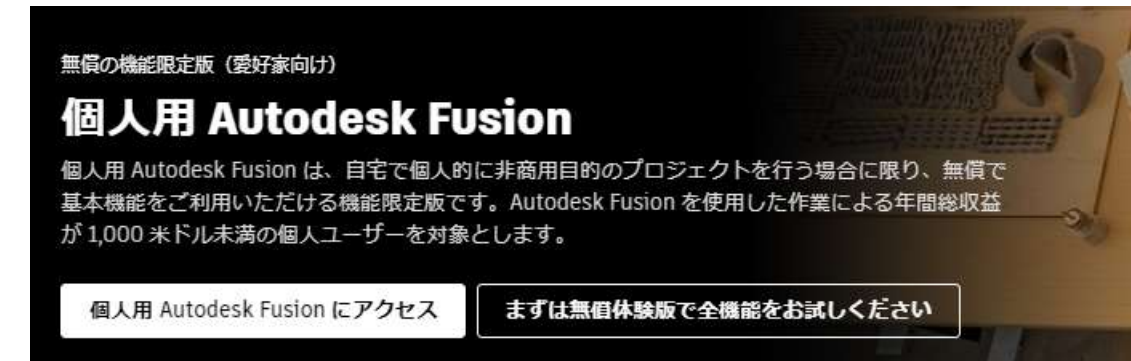 無償の機能限定版（愛好家向け）
個人用 Autodesk Fusion
個人用 Autodesk Fusion は、自宅で個人的に非商用目的のプロジェクトを行う場合に限り、無償で
基本機能をご利用いただける機能限定版です。Autodesk Fusion を使用した作業による年間総収益
が 1,000 米ドル未満の個人ユーザーを対象とします。
個人用 Autodesk Fusion にアクセス
まずは無償体験版で全機能をお試しください